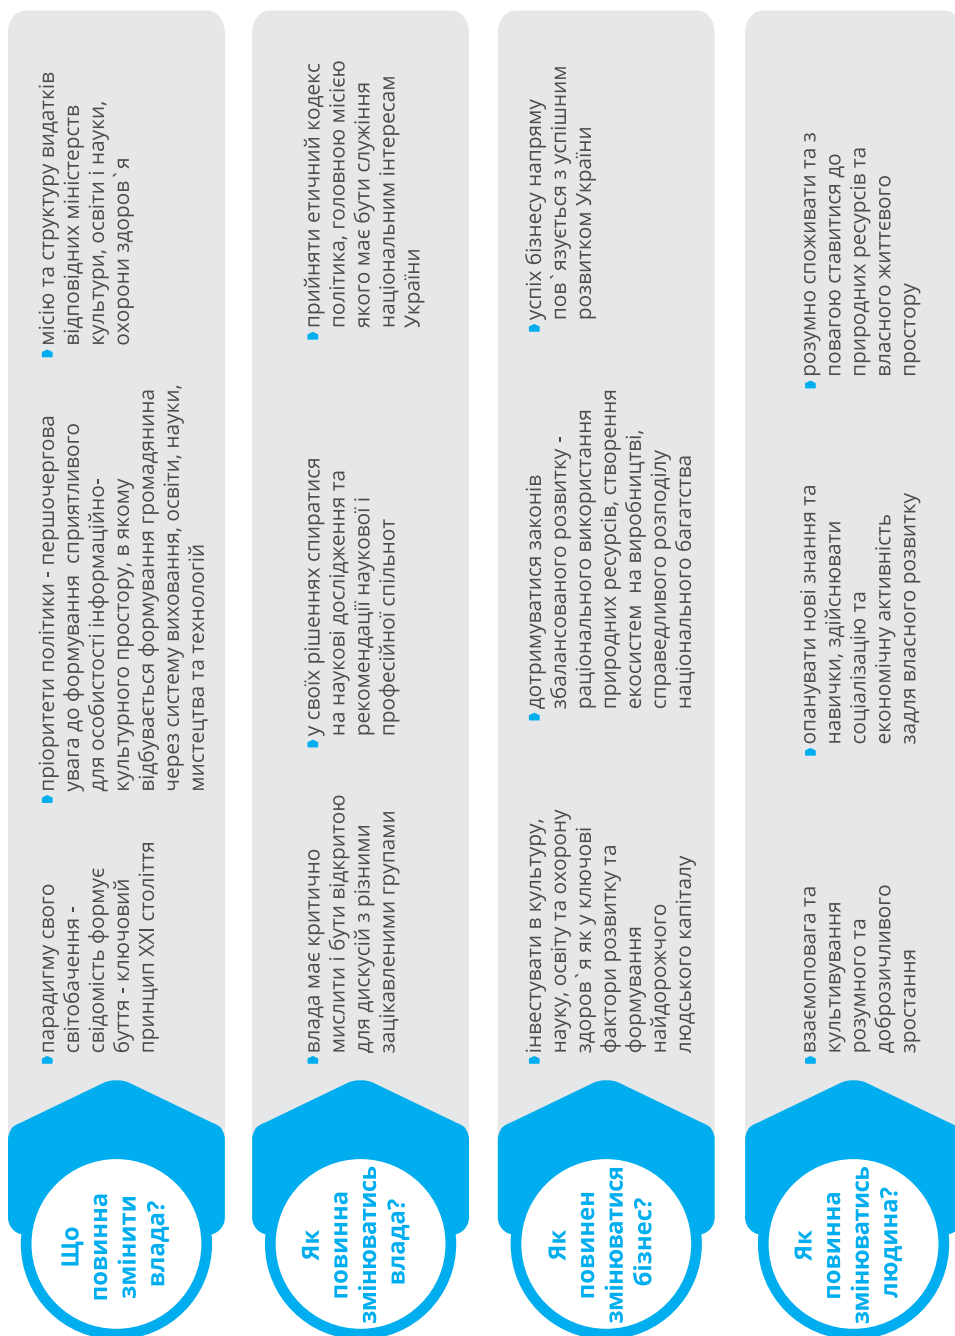 Що
повинна
змінити
влада?
парадигму свого
світобачення -
свідомість формує
буття - ключовий
принцип XXI століття
пріоритети політики - першочергова
увага до формування сприятливого
для особистості інформаційно-
культурного простору, в якому
відбувається формування громадянина
через систему виховання, освіти, науки,
мистецтва та технологій
місію та структуру видатків
відповідних міністерств
культури, освіти і науки,
охорони здоров`я
Як
повинна
змінюватись
влада?
влада має критично
мислити і бути відкритою
для дискусій з різними
зацікавленими групами
у своїх рішеннях спиратися
на наукові дослідження та
рекомендації наукової і
професійної спільнот
прийняти етичний кодекс
політика, головною місією
якого має бути служіння
національним інтересам
України
Як
повинен
змінюватися
бізнес?
інвестувати в культуру,
науку, освіту та охорону
здоров`я як у ключові
фактори розвитку та
формування
найдорожчого
людського капіталу
дотримуватися законів
збалансованого розвитку -
раціонального використання
природних ресурсів, створення
екосистем на виробництві,
справедливого розподілу
національного багатства
успіх бізнесу напряму
пов`язується з успішним
розвитком України
Як
повинна
змінюватись
людина?
взаємоповага та
культивування
розумного та
доброзичливого
зростання
опанувати нові знання та
навички, здійснювати
соціалізацію та
економічну активність
задля власного розвитку
розумно споживати та з
повагою ставитися до
природних ресурсів та
власного життєвого
простору